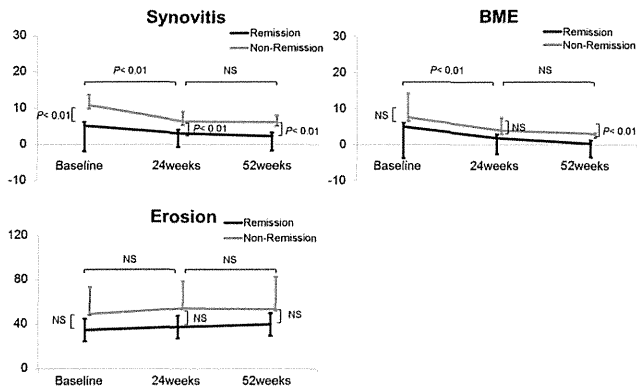 Synovitis
Remission
Non-Remission
30
20
10
0
-10
P< 0.01
NS
P< 0.01
P< 0.01
P< 0.01
Baseline
24weeks
52weeks
BME
Remission
Non-Remission
30
20
10
0
-10
P< 0.01
NS
NS
NS
P< 0.01
Baseline
24weeks
52weeks
Erosion
Remission
Non-Remission
120
80
40
0
NS
NS
NS
NS
NS
Baseline
24weeks
52weeks